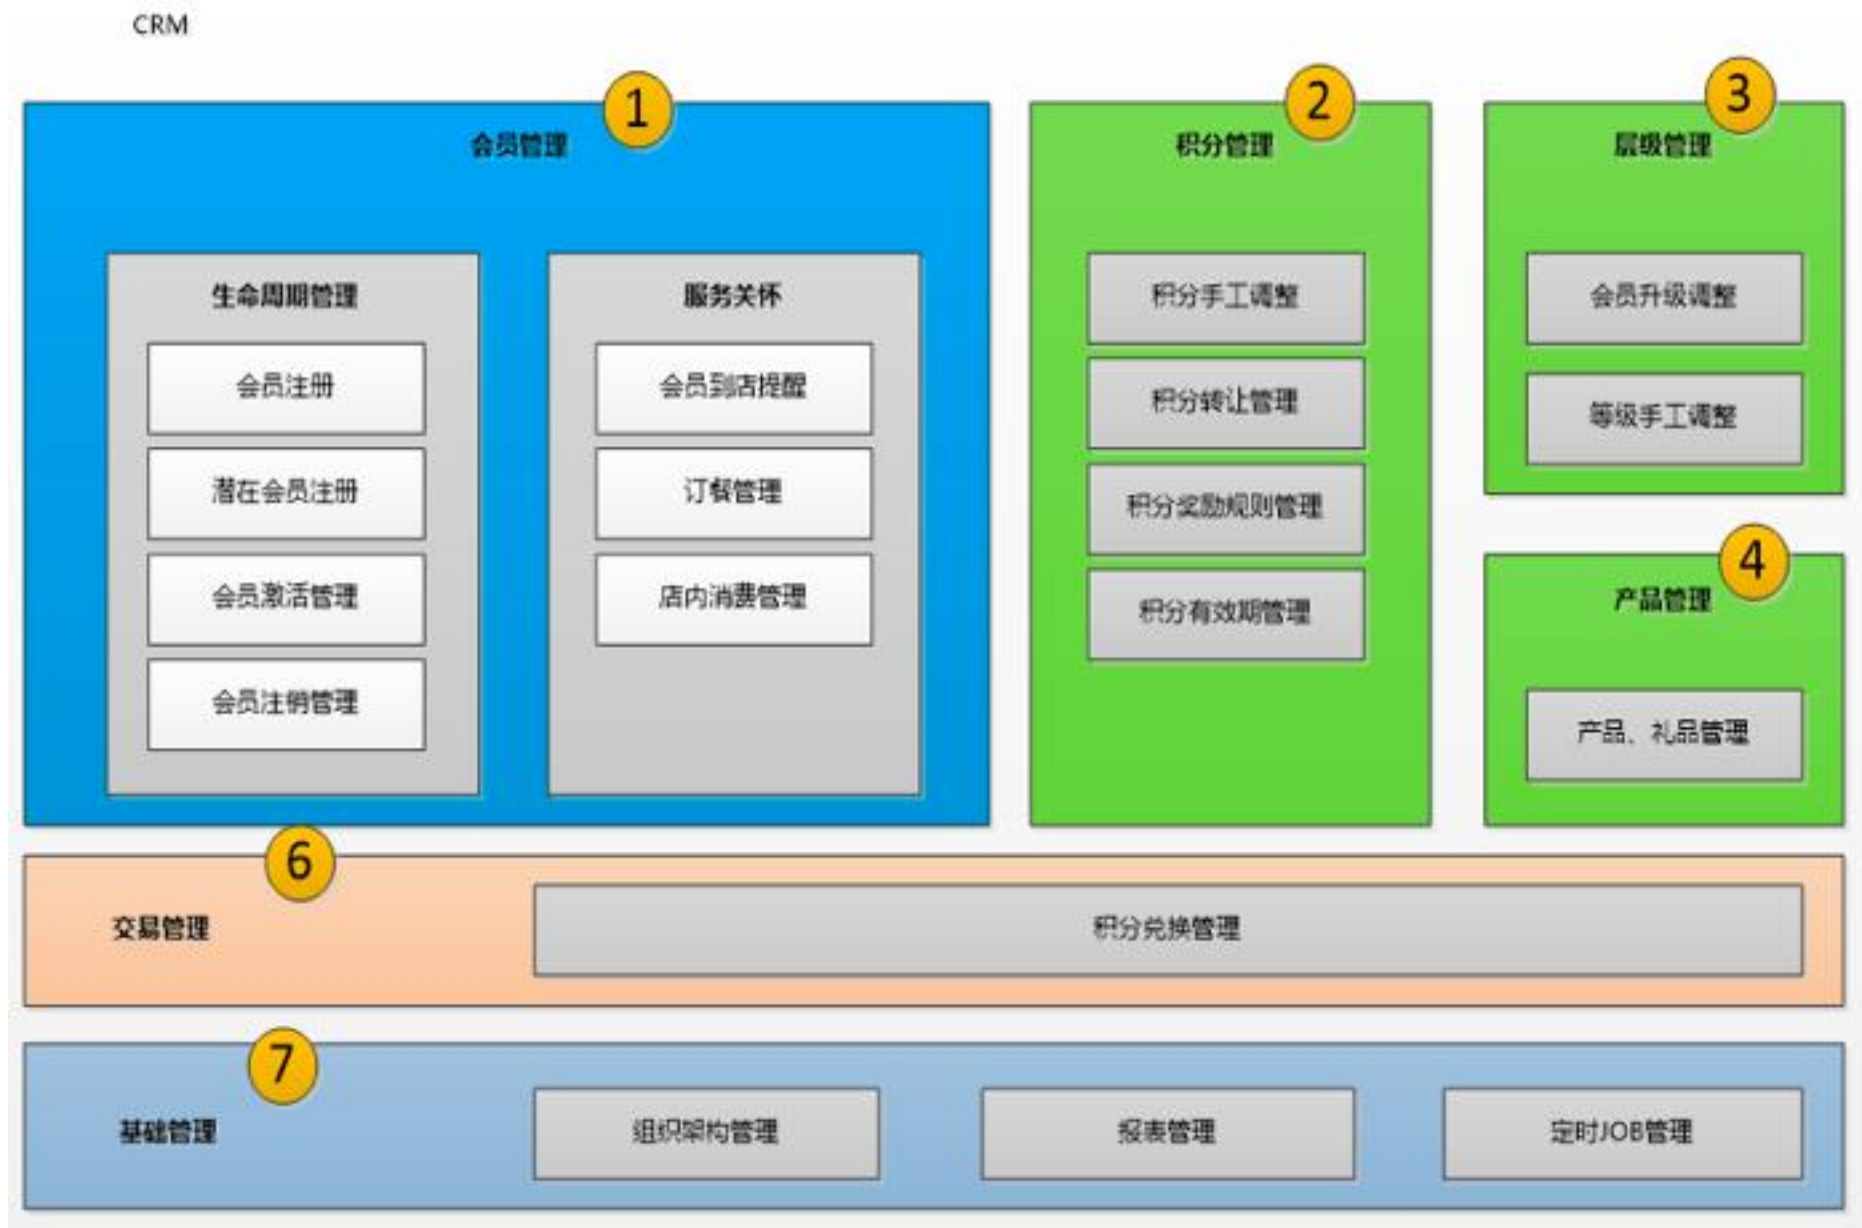 CRM
1
会员管理
生命周期管理
会员注册
潜在会员注册
会员激活管理
会员注销管理
服务关怀
会员到店提醒
订餐管理
店内消费管理
2
积分管理
积分手工调整
积分转让管理
积分奖励规则管理
积分有效期管理
3
层级管理
会员升级调整
等级手工调整
4
产品管理
产品、礼品管理
6
交易管理
积分兑换管理
7
基础管理
组织架构管理
报表管理
定时JOB管理